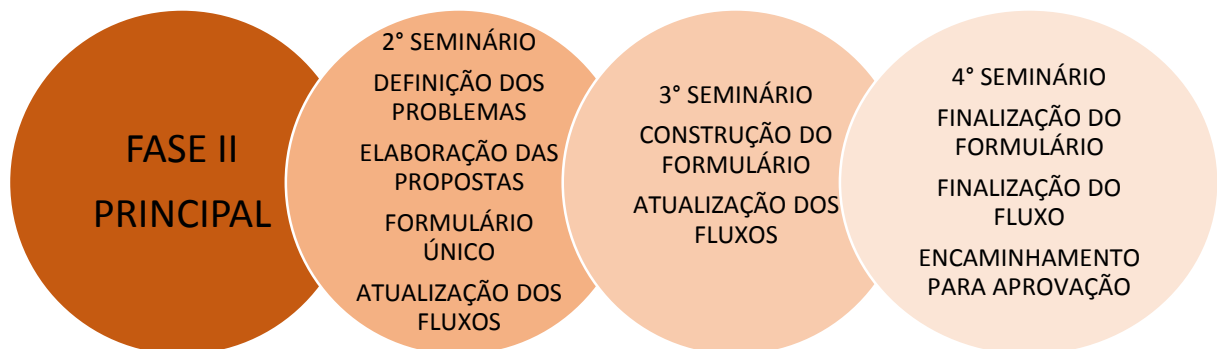 FASE II
PRINCIPAL
2° SEMINÁRIO
DEFINIÇÃO DOS
PROBLEMAS
ELABORAÇÃO DAS
PROPOSTAS
FORMULÁRIO
ÚNICO
ATUALIZAÇÃO DOS
FLUXOS
3° SEMINÁRIO
CONSTRUÇÃO DO
FORMULÁRIO
ATUALIZAÇÃO DOS
FLUXOS
4° SEMINÁRIO
FINALIZAÇÃO DO
FORMULÁRIO
FINALIZAÇÃO DO
FLUXO
ENCAMINHAMENTO
PARA APROVAÇÃO